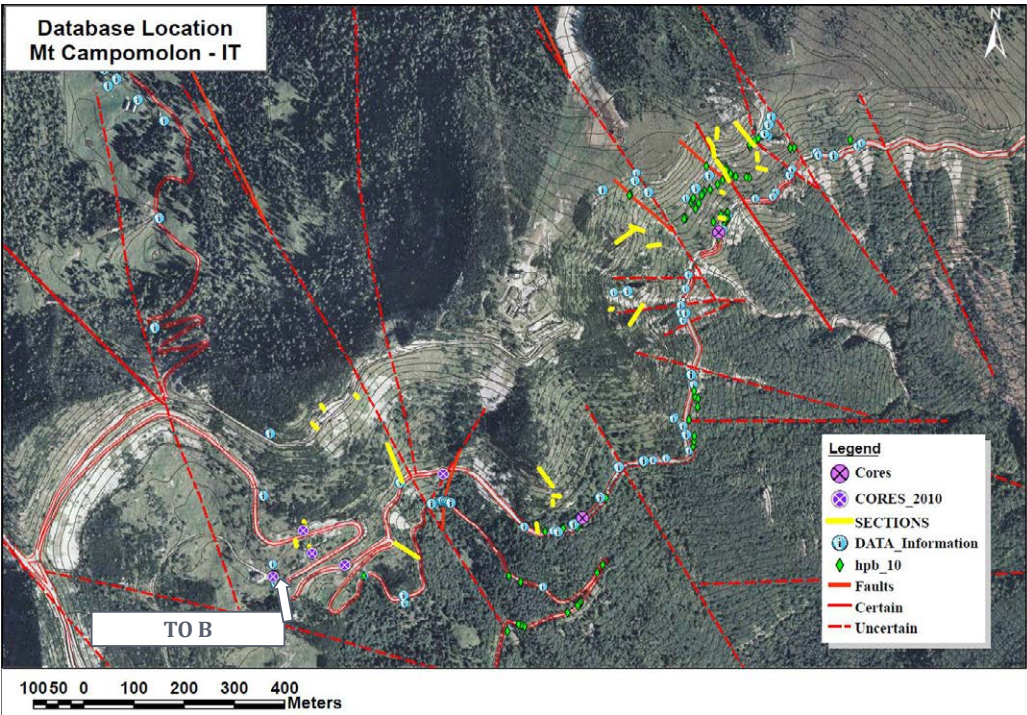 Database Location
Mt Campomolon - IT
N
Legend
Cores
CORES_2010
SECTIONS
DATA_Information
hpb_10
Faults
Certain
Uncertain
TO B
100 50 0 100 200 300 400
Meters